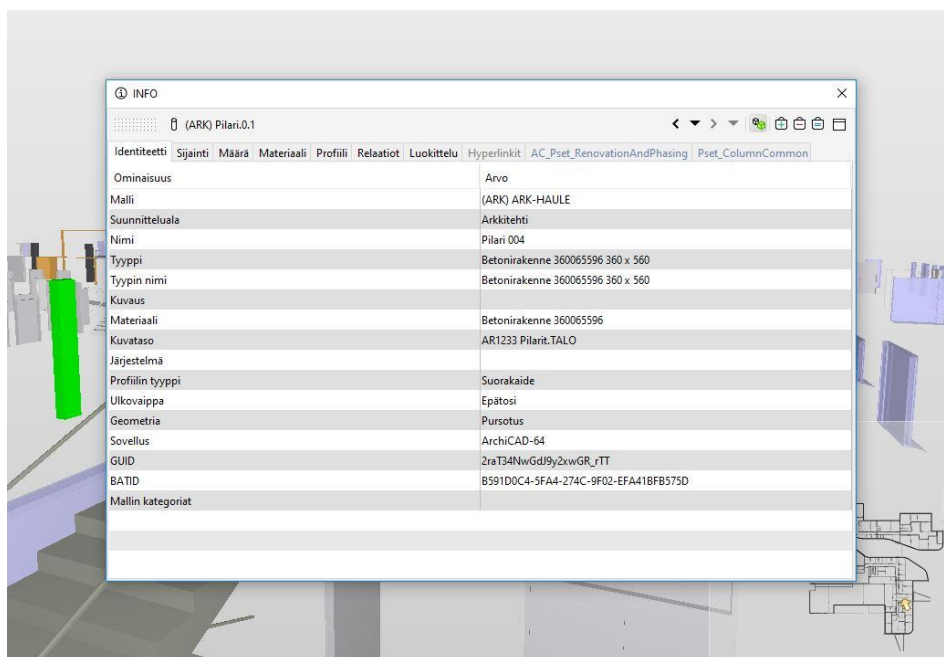 INFO
(ARK) Pilari.0.1
Identiteetti Sijainti Määrä Materiaali Profiili Relaatiot Luokittelu Hyperlinkit AC_Pset_RenovationAndPhasing Pset_ColumnCommon
Ominaisuus Arvo
Malli (ARK) ARK-HAULE
Suunnitteluala Arkkitehti
Nimi Pilari 004
Tyyppi Betonirakenne 360065596 360 x 560
Tyypin nimi Betonirakenne 360065596 360 x 560
Kuvaus
Materiaali Betonirakenne 360065596
Kuvataso AR1233 Pilarit.TALO
Järjestelmä
Profiilin tyyppi Suorakaide
Ulkovaippa Epätosi
Geometria Pursotus
Sovellus ArchiCAD-64
GUID 2raT34NwGdJ9y2xwGR_rTT
BATID B591D0C4-5FA4-274C-9F02-EFA41BFB575D
Mallin kategoriat